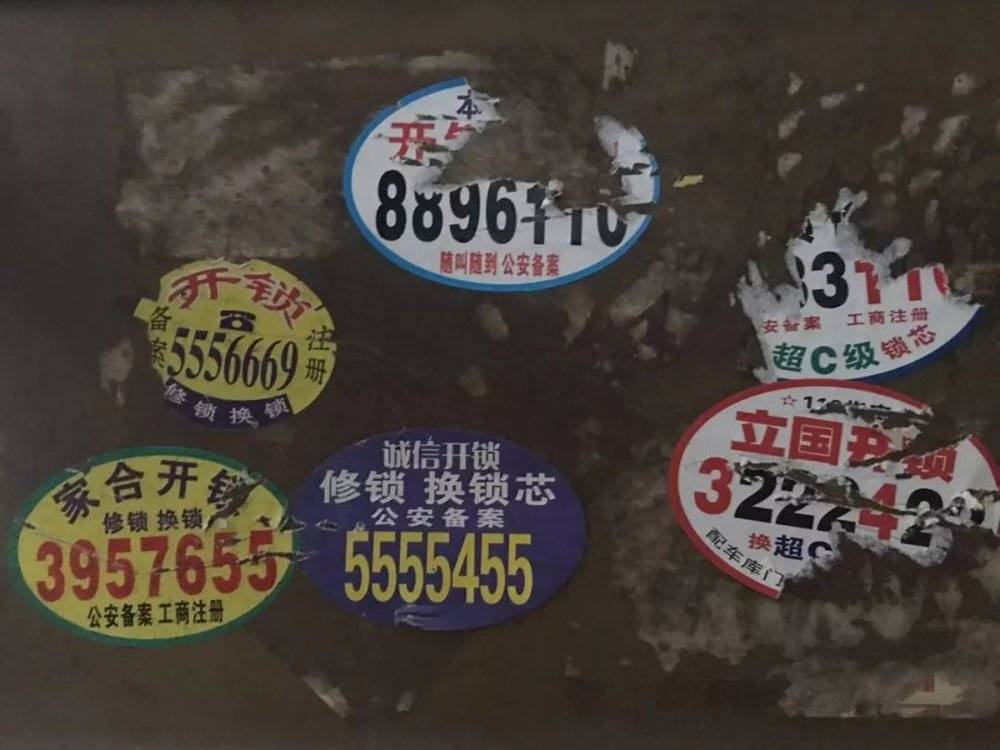 本
开
8896110
随叫随到 公安备案
开锁
备案
5556669
注册
修锁换锁
3110
安备案 工商注册
超C级锁芯
立国开锁
322242
换超C
配车库门
家合开锁
修锁 换锁
3957655
公安备案 工商注册
诚信开锁
修锁 换锁芯
公安备案
5555455